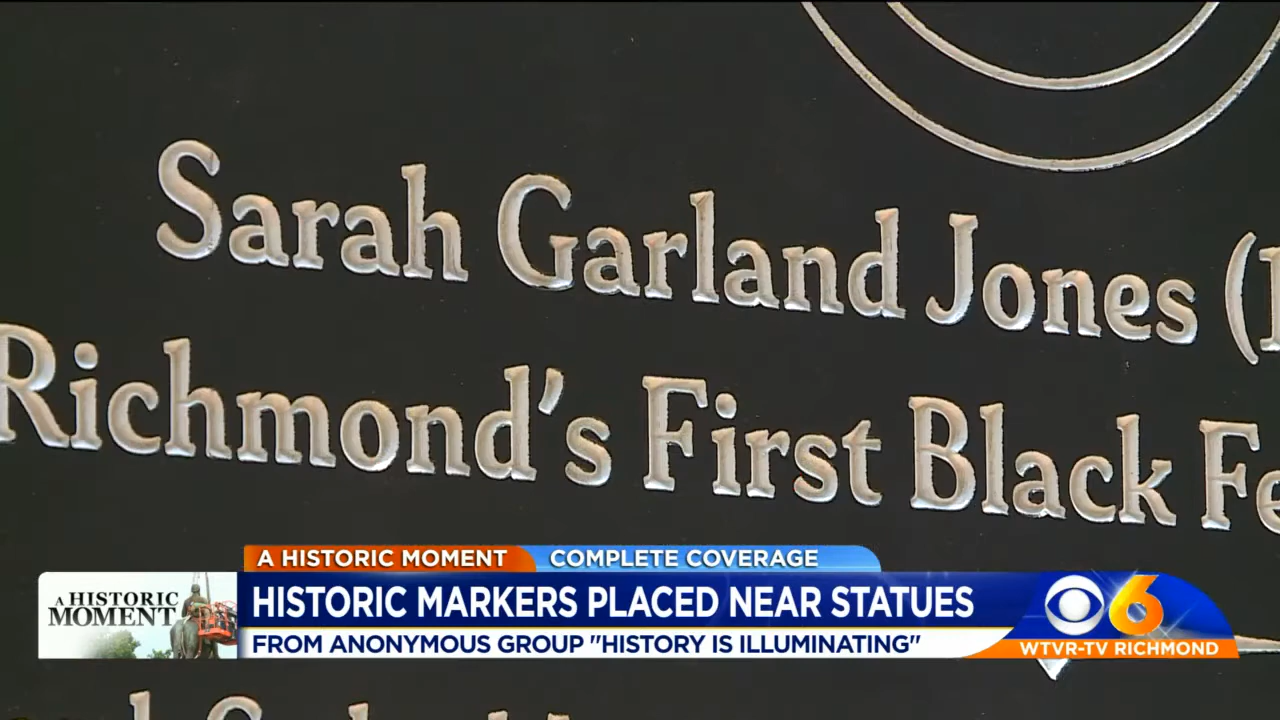 Sarah Garland Jones (
Richmond's First Black Fe
A HISTORIC MOMENT COMPLETE COVERAGE
A HISTORIC
MOMENT
HISTORIC MARKERS PLACED NEAR STATUES
FROM ANONYMOUS GROUP "HISTORY IS ILLUMINATING"
6
WTVR-TV RICHMOND